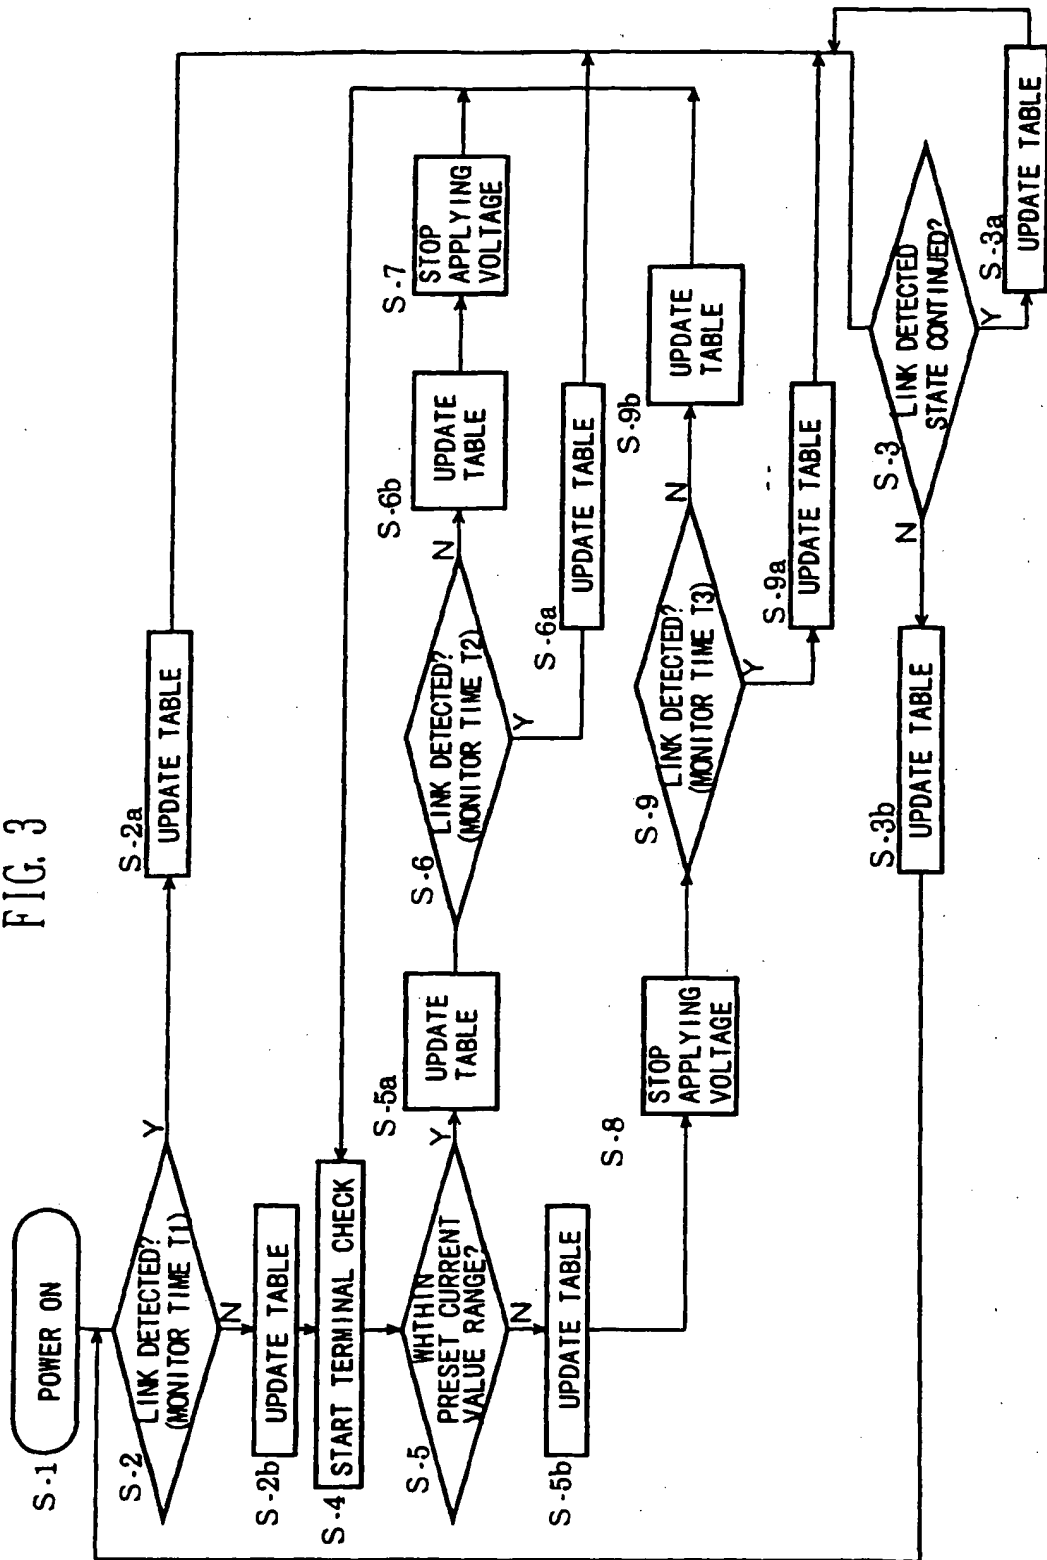 FIG. 3
S-1
POWER ON
S-2
LINK DETECTED?
(MONITOR TIME T1)
Y
N
S-2a
UPDATE TABLE
S-2b
UPDATE TABLE
S-4
START TERMINAL CHECK
S-5
WHTHIN
PRESET CURRENT
VALUE RANGE?
Y
N
S-5a
UPDATE
TABLE
S-6
LINK DETECTED?
(MONITOR TIME T2)
N
Y
S-6b
UPDATE
TABLE
S-7
STOP
APPLYING
VOLTAGE
S-6a
UPDATE TABLE
S-5b
UPDATE TABLE
S-8
STOP
APPLYING
VOLTAGE
S-9
LINK DETECTED?
(MONITOR TIME T3)
N
Y
S-9b
UPDATE
TABLE
S-9a
UPDATE TABLE
S-3
LINK DETECTED
STATE CONTINUED?
N
Y
S-3b
UPDATE TABLE
S-3a
UPDATE TABLE